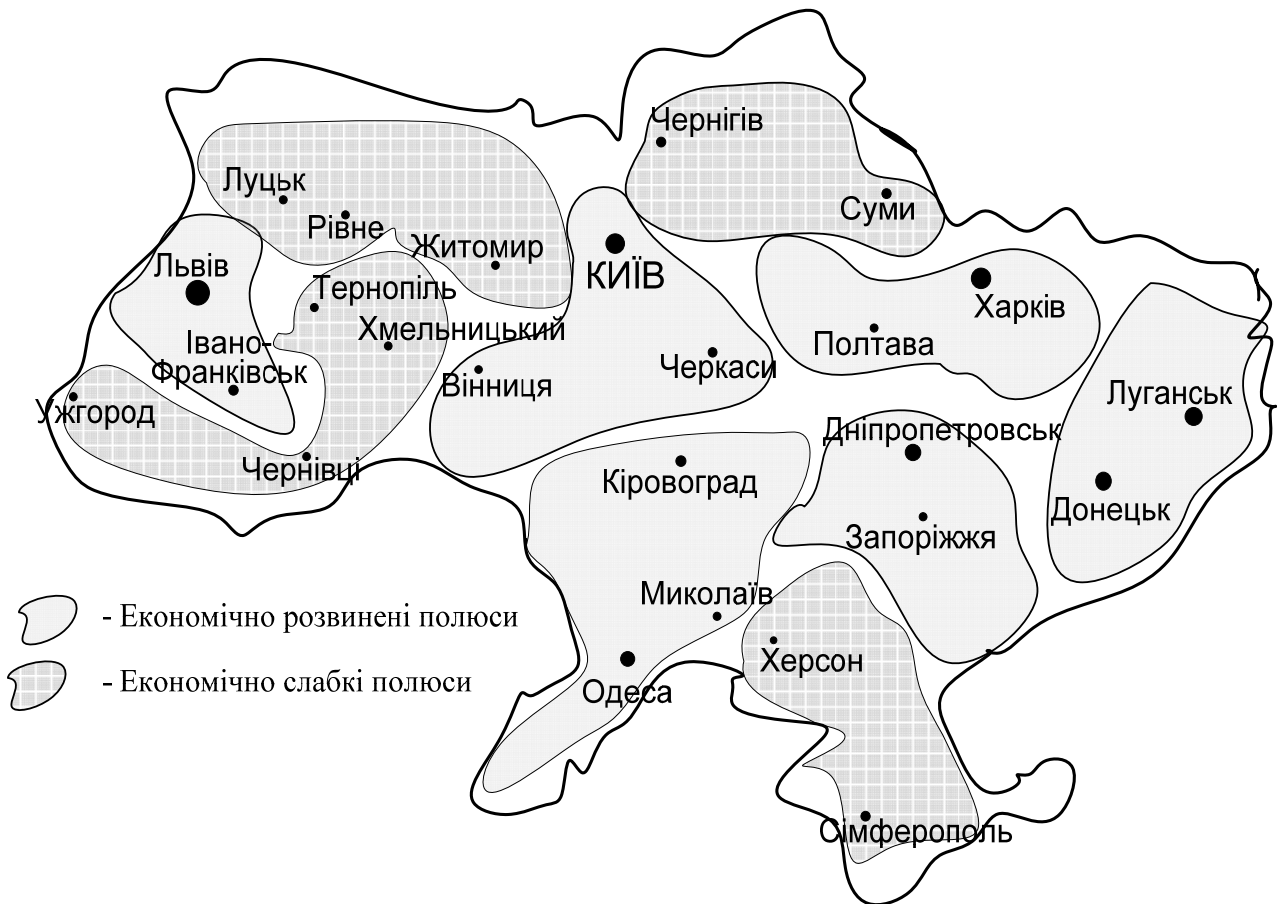 Чернігів
Луцьк
Суми
Рівне
Житомир
Львів
КИЇВ
Тернопіль
Харків
Хмельницький
Івано-
Франківськ
Полтава
Черкаси
Вінниця
Луганськ
Ужгород
Дніпропетровськ
Чернівці
Кіровоград
Донецьк
Запоріжжя
Миколаїв
- Економічно розвинені полюси
Херсон
- Економічно слабкі полюси
Одеса
Сімферополь